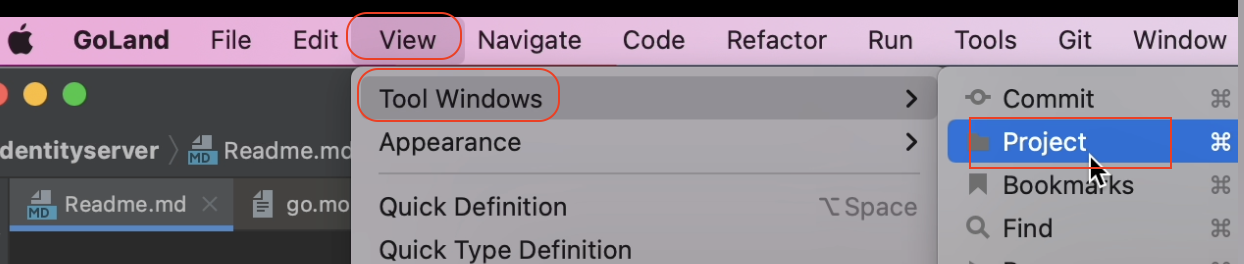 GoLand File Edit View Navigate Code Refactor Run Tools Git Window
Tool Windows
Commit ⌘
dentityserver Readme.md
Appearance
Project ⌘
Readme.md
go.mo
Bookmarks ⌘
Quick Definition ⌥Space
Find ⌘
Quick Type Definition